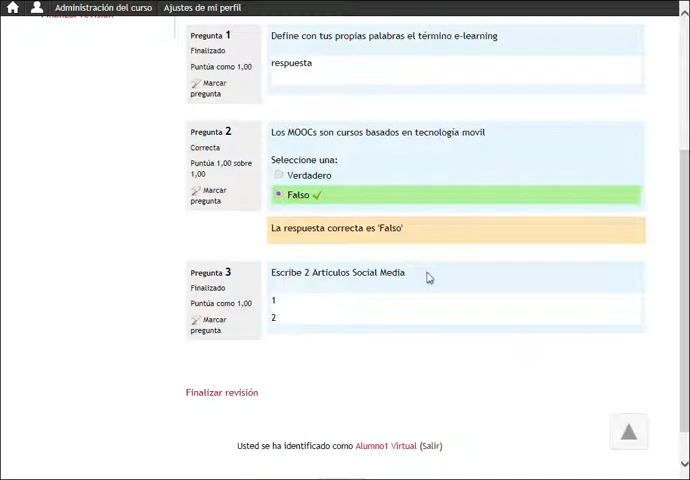 Administración del curso Ajustes de mi perfil
Finalizar revisión
Pregunta 1
Finalizado
Puntúa como 1,00
Marcar
pregunta
Define con tus propias palabras el término e-learning
respuesta
Pregunta 2
Correcta
Puntúa 1,00 sobre
1,00
Marcar
pregunta
Los MOOCs son cursos basados en tecnología movil
Seleccione una:
Verdadero
Falso
La respuesta correcta es 'Falso'
Pregunta 3
Finalizado
Puntúa como 1,00
Marcar
pregunta
Escribe 2 Artículos Social Media
1
2
Finalizar revisión
Usted se ha identificado como Alumno1 Virtual (Salir)